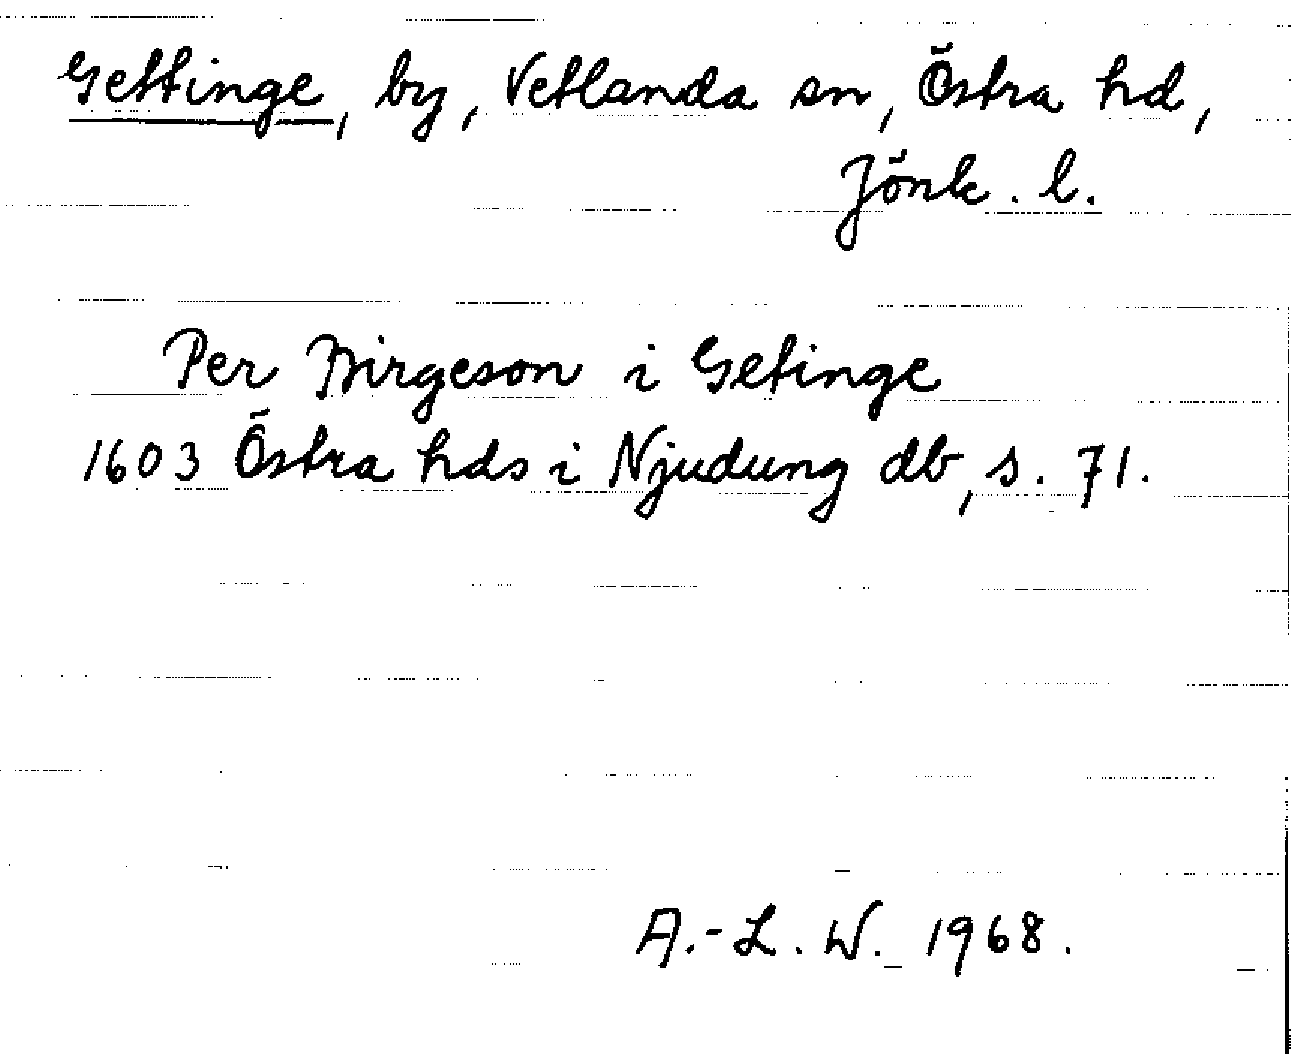 Gettinge, by, Vetlanda sn, Östra hd,
Jönk. l.
Per Birgeson i Getinge
1603 Östra hds i Njudung db, s. 71.
A.-L. W. 1968.